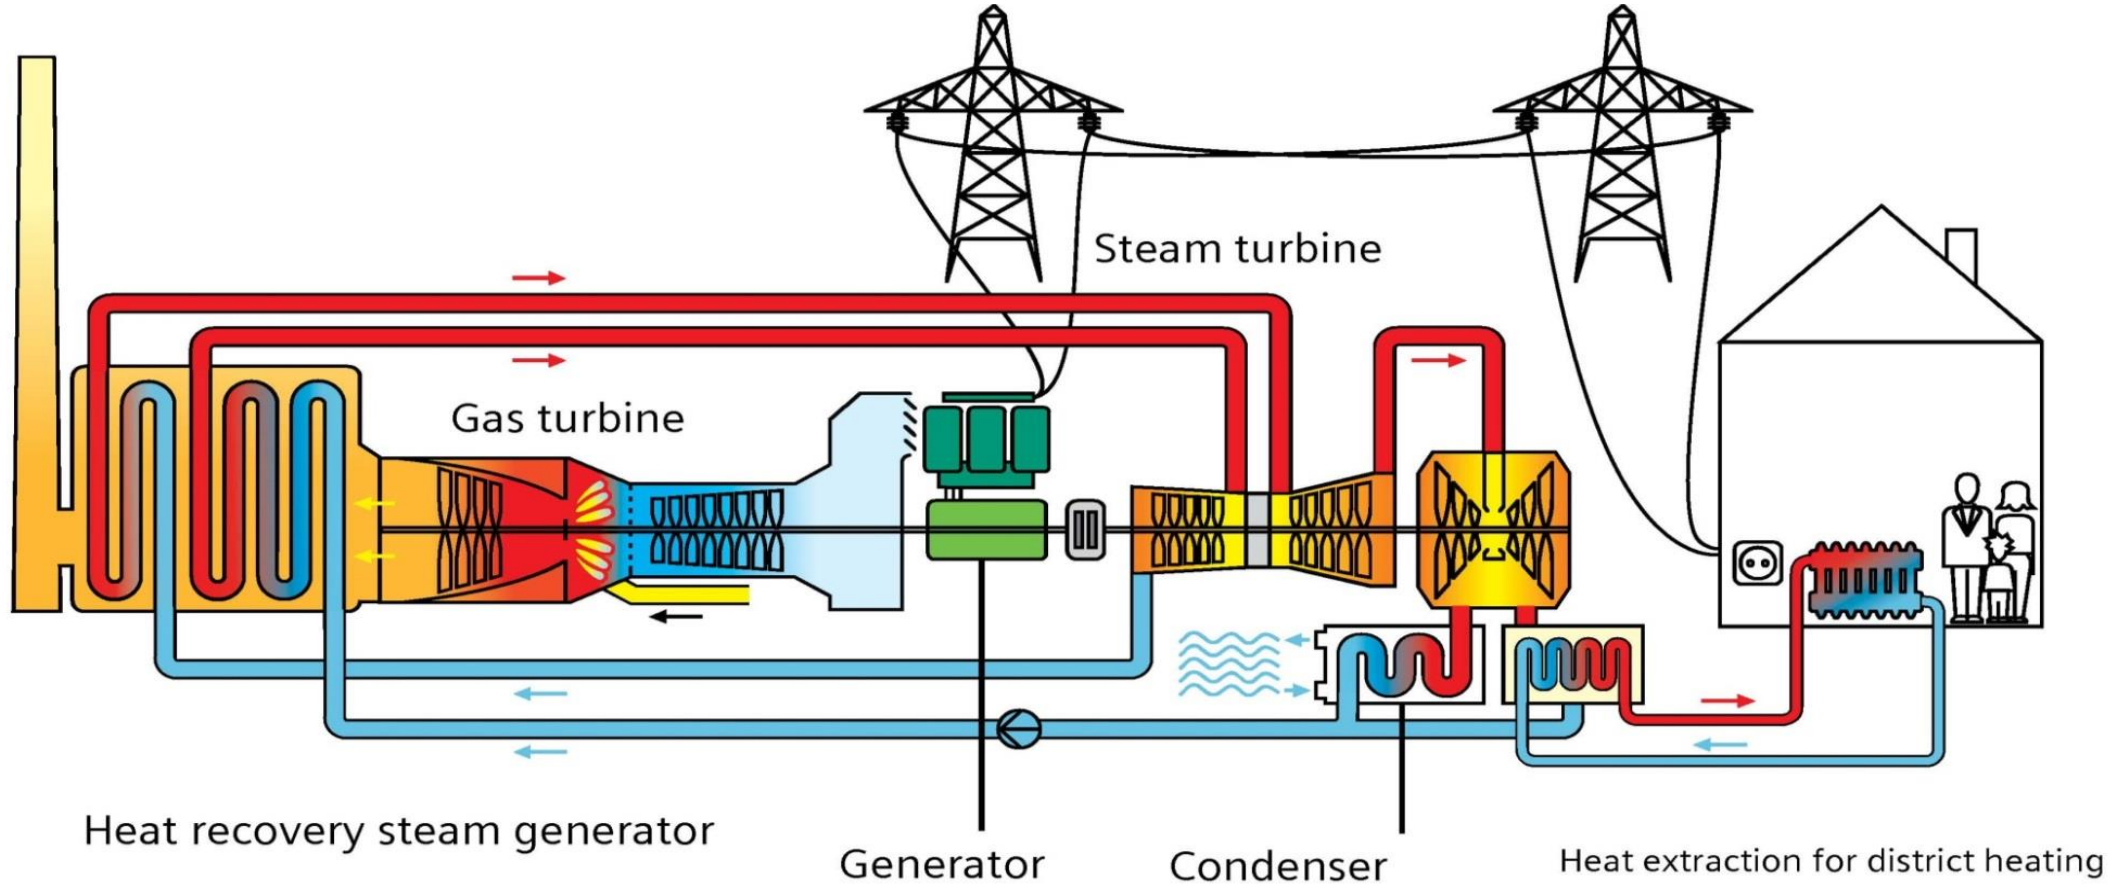 Steam turbine
Gas turbine
Heat recovery steam generator
Generator
Condenser
Heat extraction for district heating